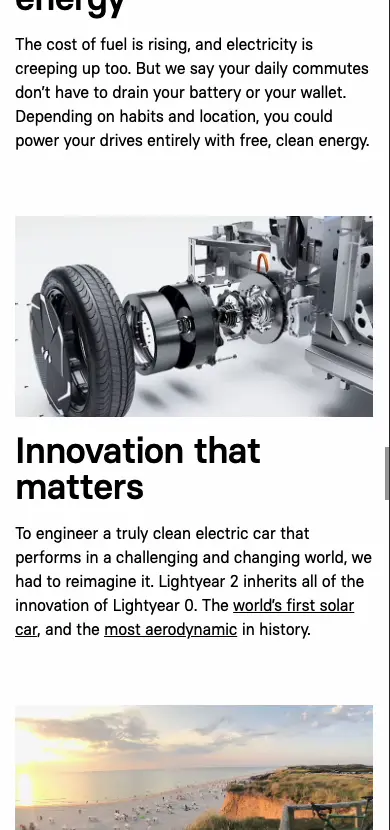 energy
The cost of fuel is rising, and electricity is
creeping up too. But we say your daily commutes
don't have to drain your battery or your wallet.
Depending on habits and location, you could
power your drives entirely with free, clean energy.
Innovation that
matters
To engineer a truly clean electric car that
performs in a challenging and changing world, we
had to reimagine it. Lightyear 2 inherits all of the
innovation of Lightyear 0. The world's first solar
car, and the most aerodynamic in history.